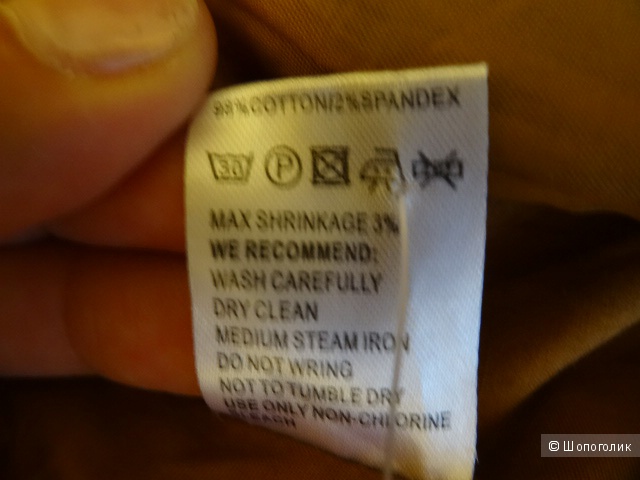 98%COTTON/2%SPANDEX
30 P
MAX SHRINKAGE 3%
WE RECOMMEND:
WASH CAREFULLY
DRY CLEAN
MEDIUM STEAM IRON
DO NOT WRING
NOT TO TUMBLE DRY
USE ONLY NON-CHLORINE
BLEACH
© Шопоголик